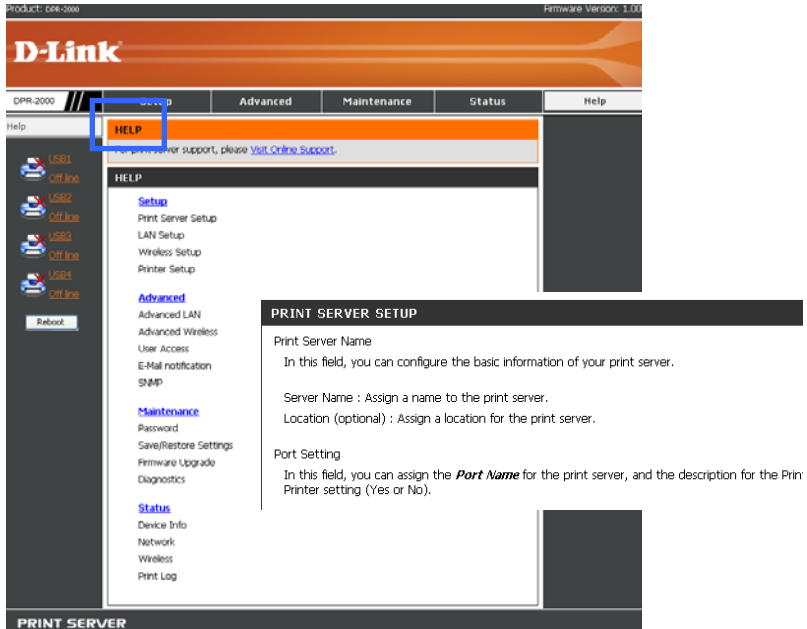 Product: DPR-2000 Firmware Version: 1.00
D-Link
DPR-2000 Setup Advanced Maintenance Status Help
Help
USB1
Off line
USB2
Off line
USB3
Off line
USB4
Off line
Reboot
HELP
For print server support, please Visit Online Support.
HELP
Setup
Print Server Setup
LAN Setup
Wireless Setup
Printer Setup
Advanced
Advanced LAN
Advanced Wireless
User Access
E-Mail notification
SNMP
Maintenance
Password
Save/Restore Settings
Firmware Upgrade
Diagnostics
Status
Device Info
Network
Wireless
Print Log
PRINT SERVER SETUP
Print Server Name
In this field, you can configure the basic information of your print server.
Server Name : Assign a name to the print server.
Location (optional) : Assign a location for the print server.
Port Setting
In this field, you can assign the Port Name for the print server, and the description for the Prin
Printer setting (Yes or No).
PRINT SERVER